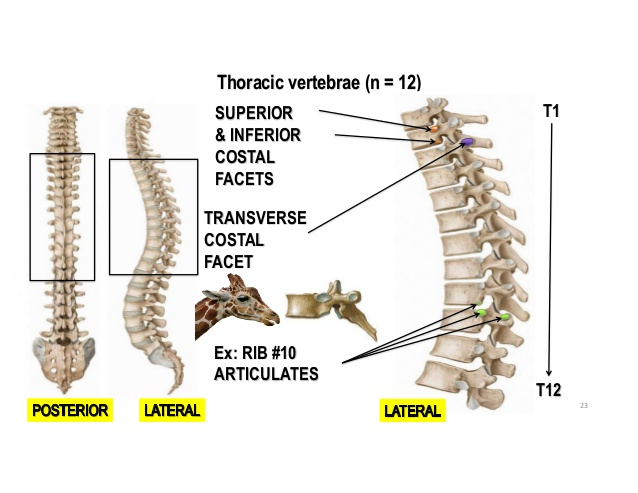 Thoracic vertebrae (n = 12)
SUPERIOR
& INFERIOR
COSTAL
FACETS
T1
TRANSVERSE
COSTAL
FACET
Ex: RIB #10
ARTICULATES
T12
POSTERIOR
LATERAL
LATERAL
23